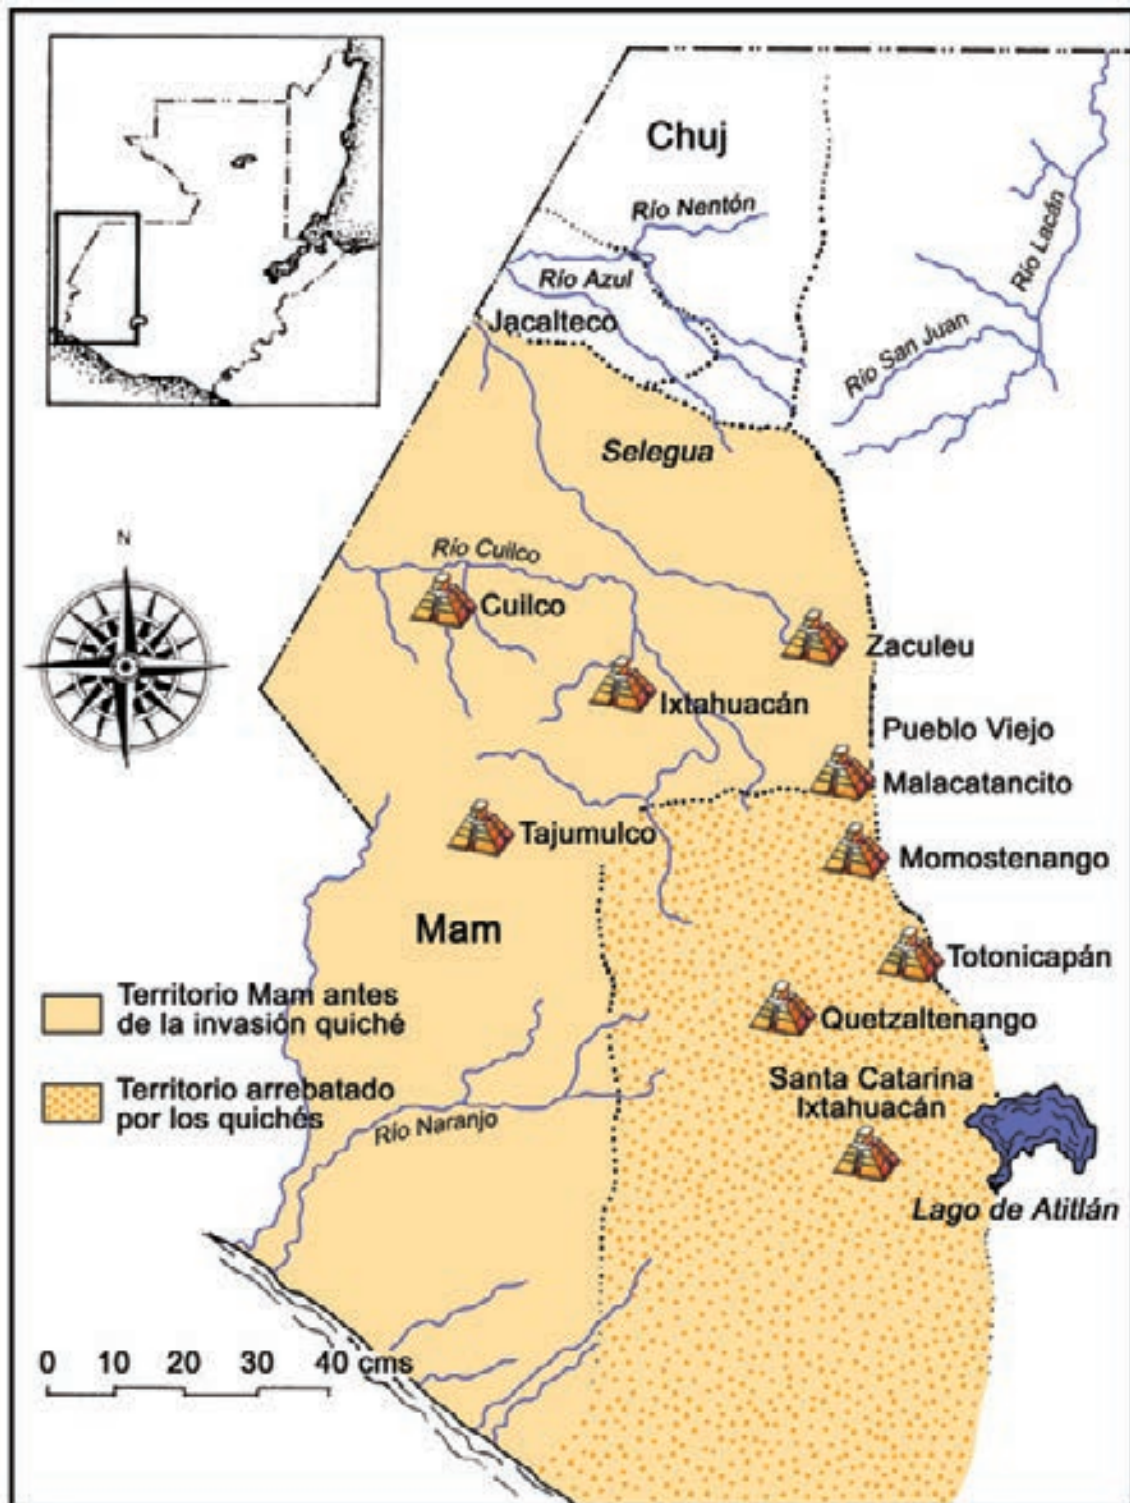 Chuj
Río Nentón
Río Lacán
Río Azul
Jacalteco
Río San Juan
Selegua
N
Río Cuilco
Cuilco
Zaculeu
Ixtahuacán
Pueblo Viejo
Malacatancito
Tajumulco
Momostenango
Mam
Totonicapán
Territorio Mam antes
de la invasión quiché
Quetzaltenango
Territorio arrebatado
por los quichés
Santa Catarina
Ixtahuacán
Río Naranjo
Lago de Atitlán
0 10 20 30 40 cms